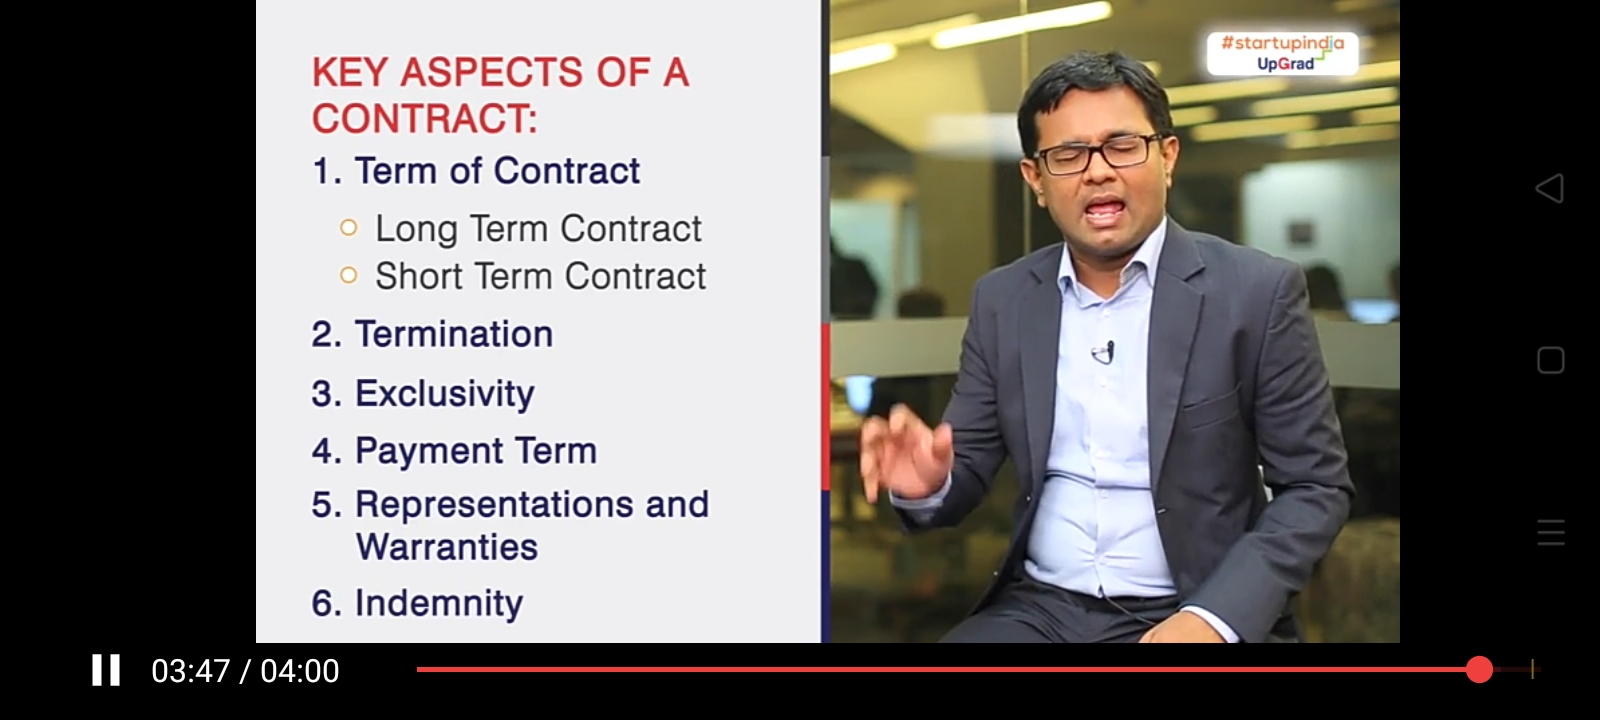 KEY ASPECTS OF A
CONTRACT:
1. Term of Contract
Long Term Contract
Short Term Contract
2. Termination
3. Exclusivity
4. Payment Term
5. Representations and
Warranties
6. Indemnity
#startupindia
UpGrad
03:47 / 04:00